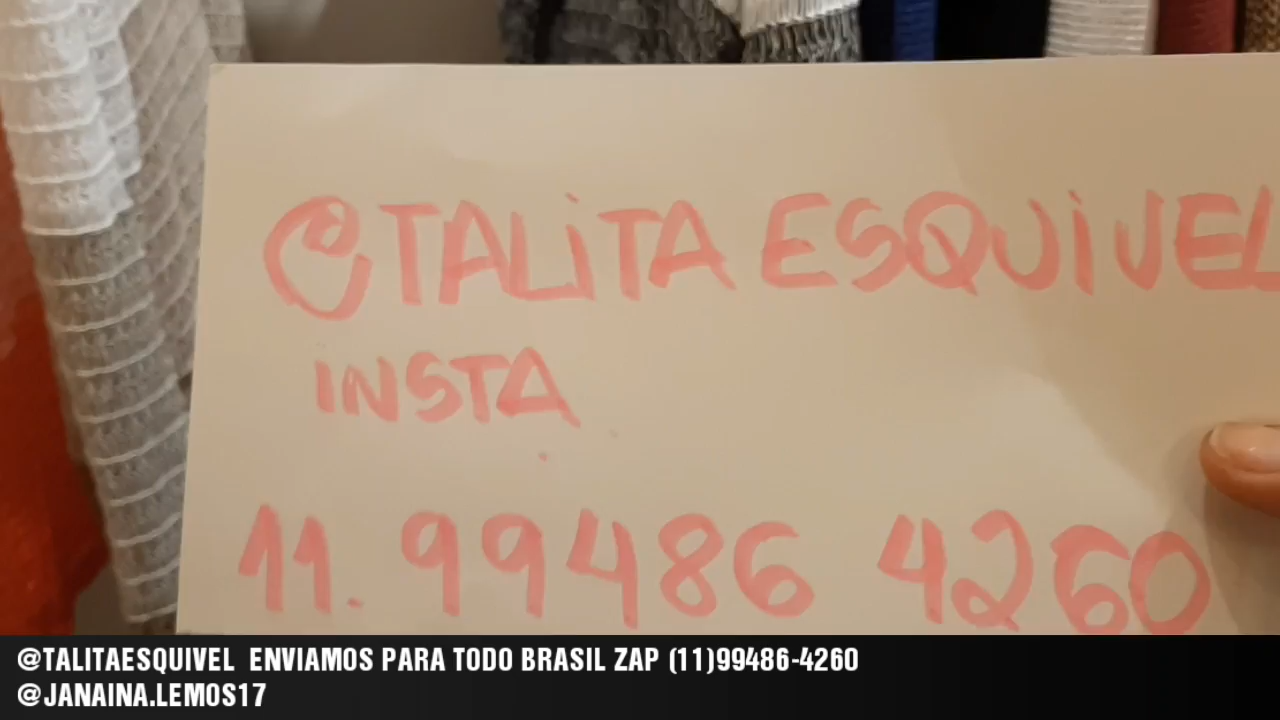 @TALiTA ESQUiVEL
INSTA
11. 99486 4260
@TALITAESQUIVEL ENVIAMOS PARA TODO BRASIL ZAP (11)99486-4260
@JANAINA.LEMOS17